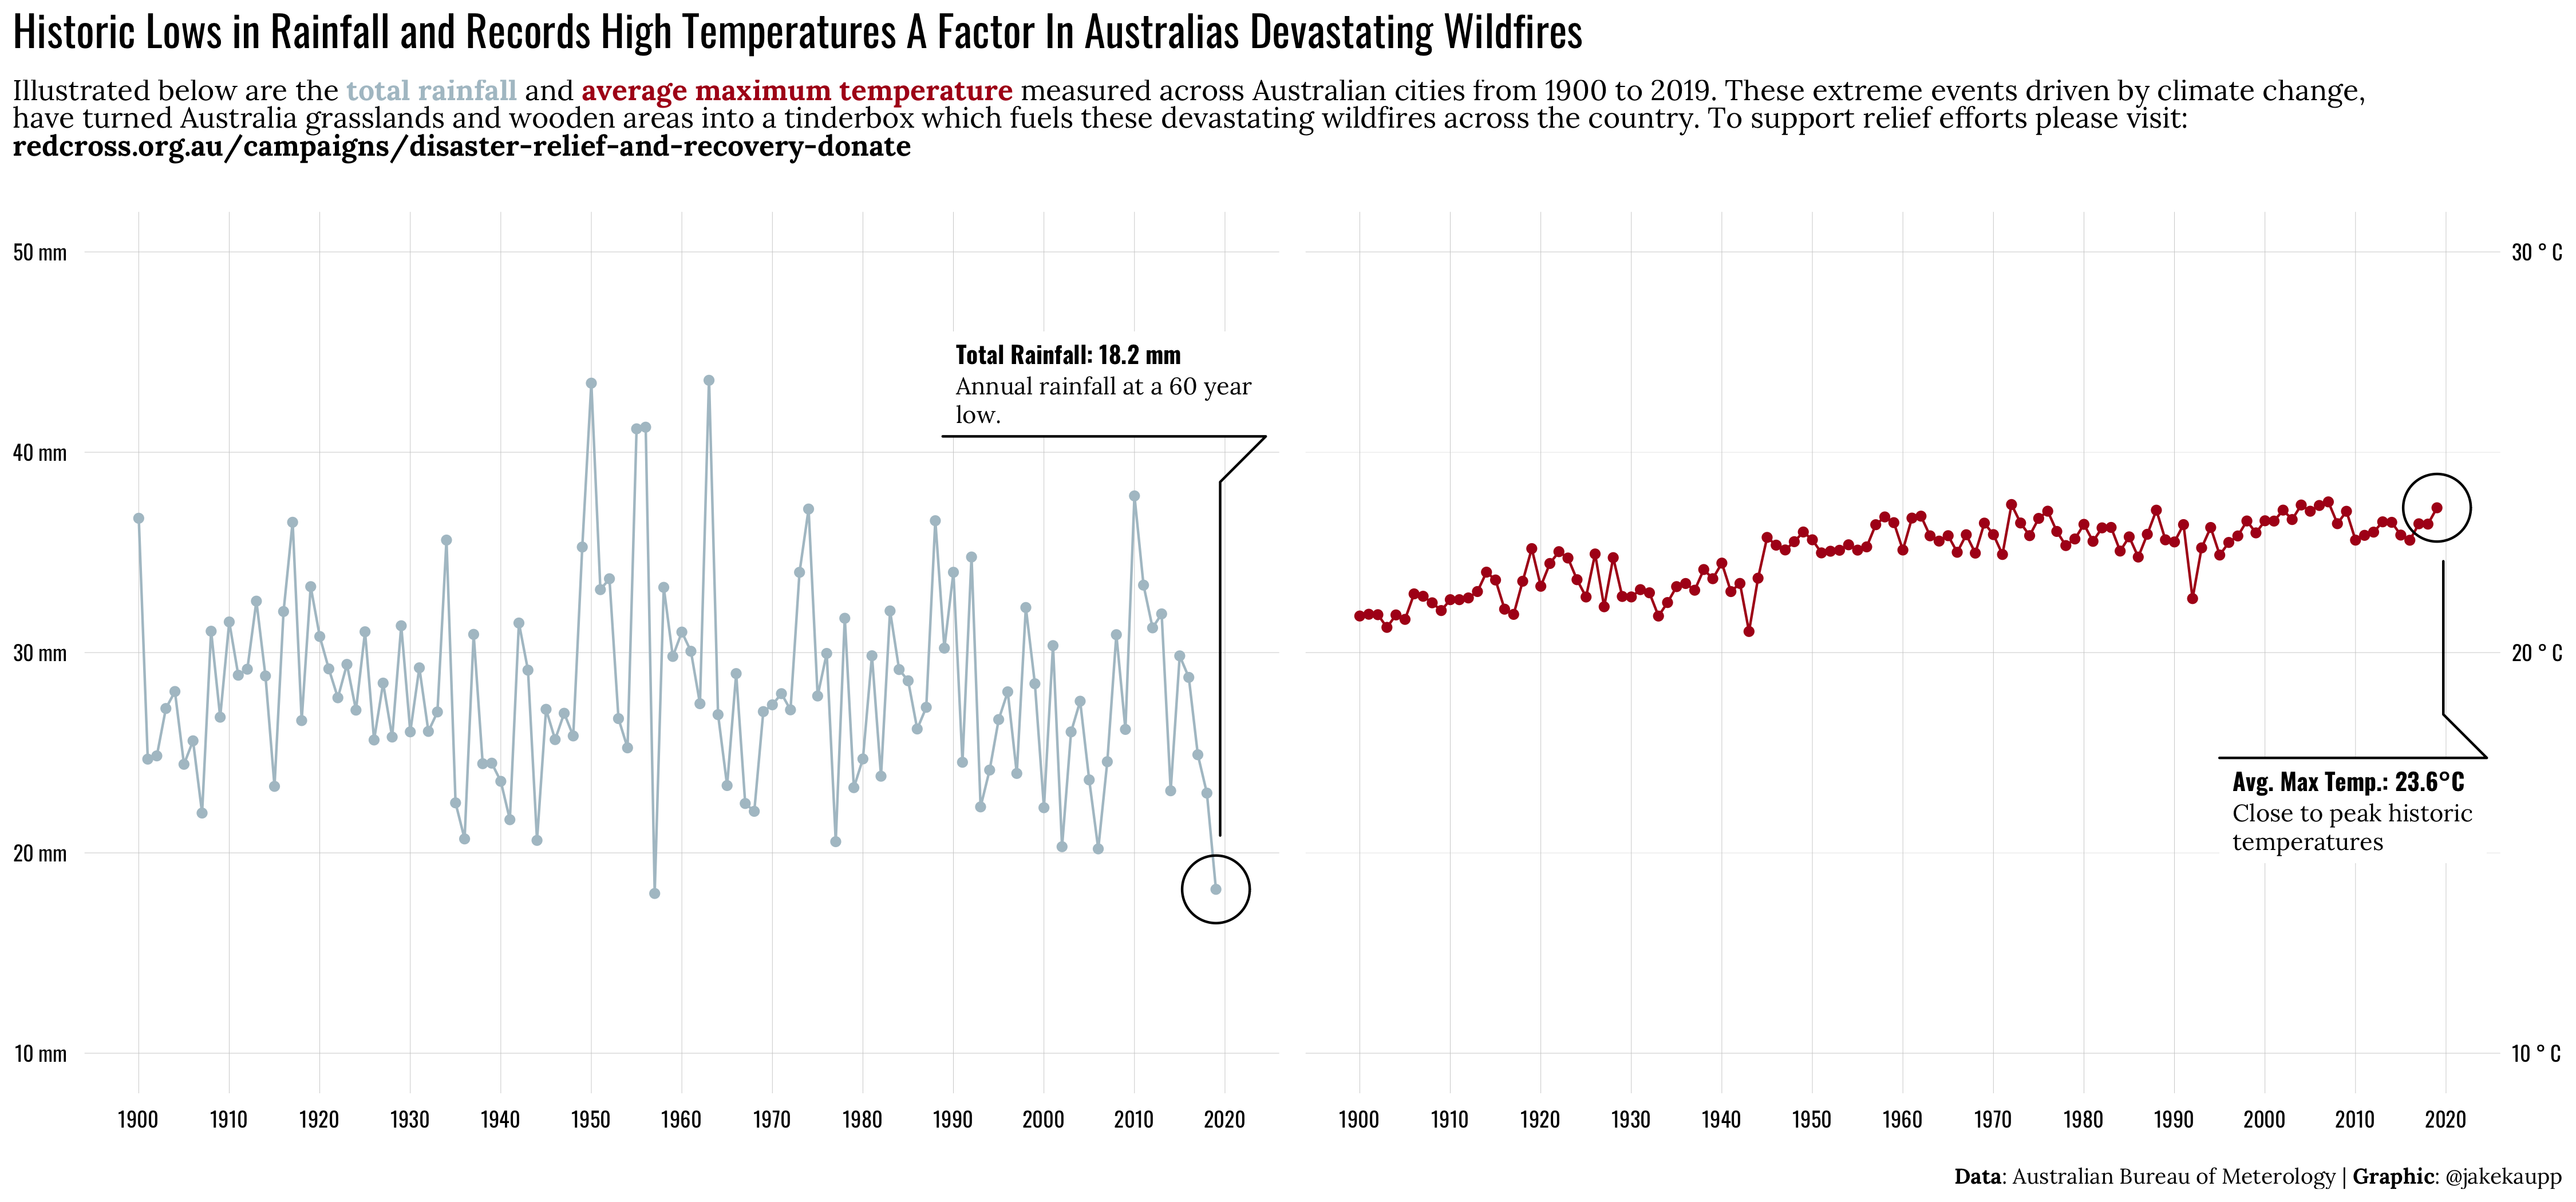 Historic Lows in Rainfall and Records High Temperatures A Factor In Australias Devastating Wildfires
Illustrated below are the total rainfall and average maximum temperature measured across Australian cities from 1900 to 2019. These extreme events driven by climate change,
have turned Australia grasslands and wooden areas into a tinderbox which fuels these devastating wildfires across the country. To support relief efforts please visit:
redcross.org.au/campaigns/disaster-relief-and-recovery-donate
50 mm
40 mm
30 mm
20 mm
10 mm
Total Rainfall: 18.2 mm
Annual rainfall at a 60 year
low.
1900 1910 1920 1930 1940 1950 1960 1970 1980 1990 2000 2010 2020
30 ° C
20 ° C
10 ° C
Avg. Max Temp.: 23.6°C
Close to peak historic
temperatures
1900 1910 1920 1930 1940 1950 1960 1970 1980 1990 2000 2010 2020
Data: Australian Bureau of Meterology | Graphic: @jakekaupp